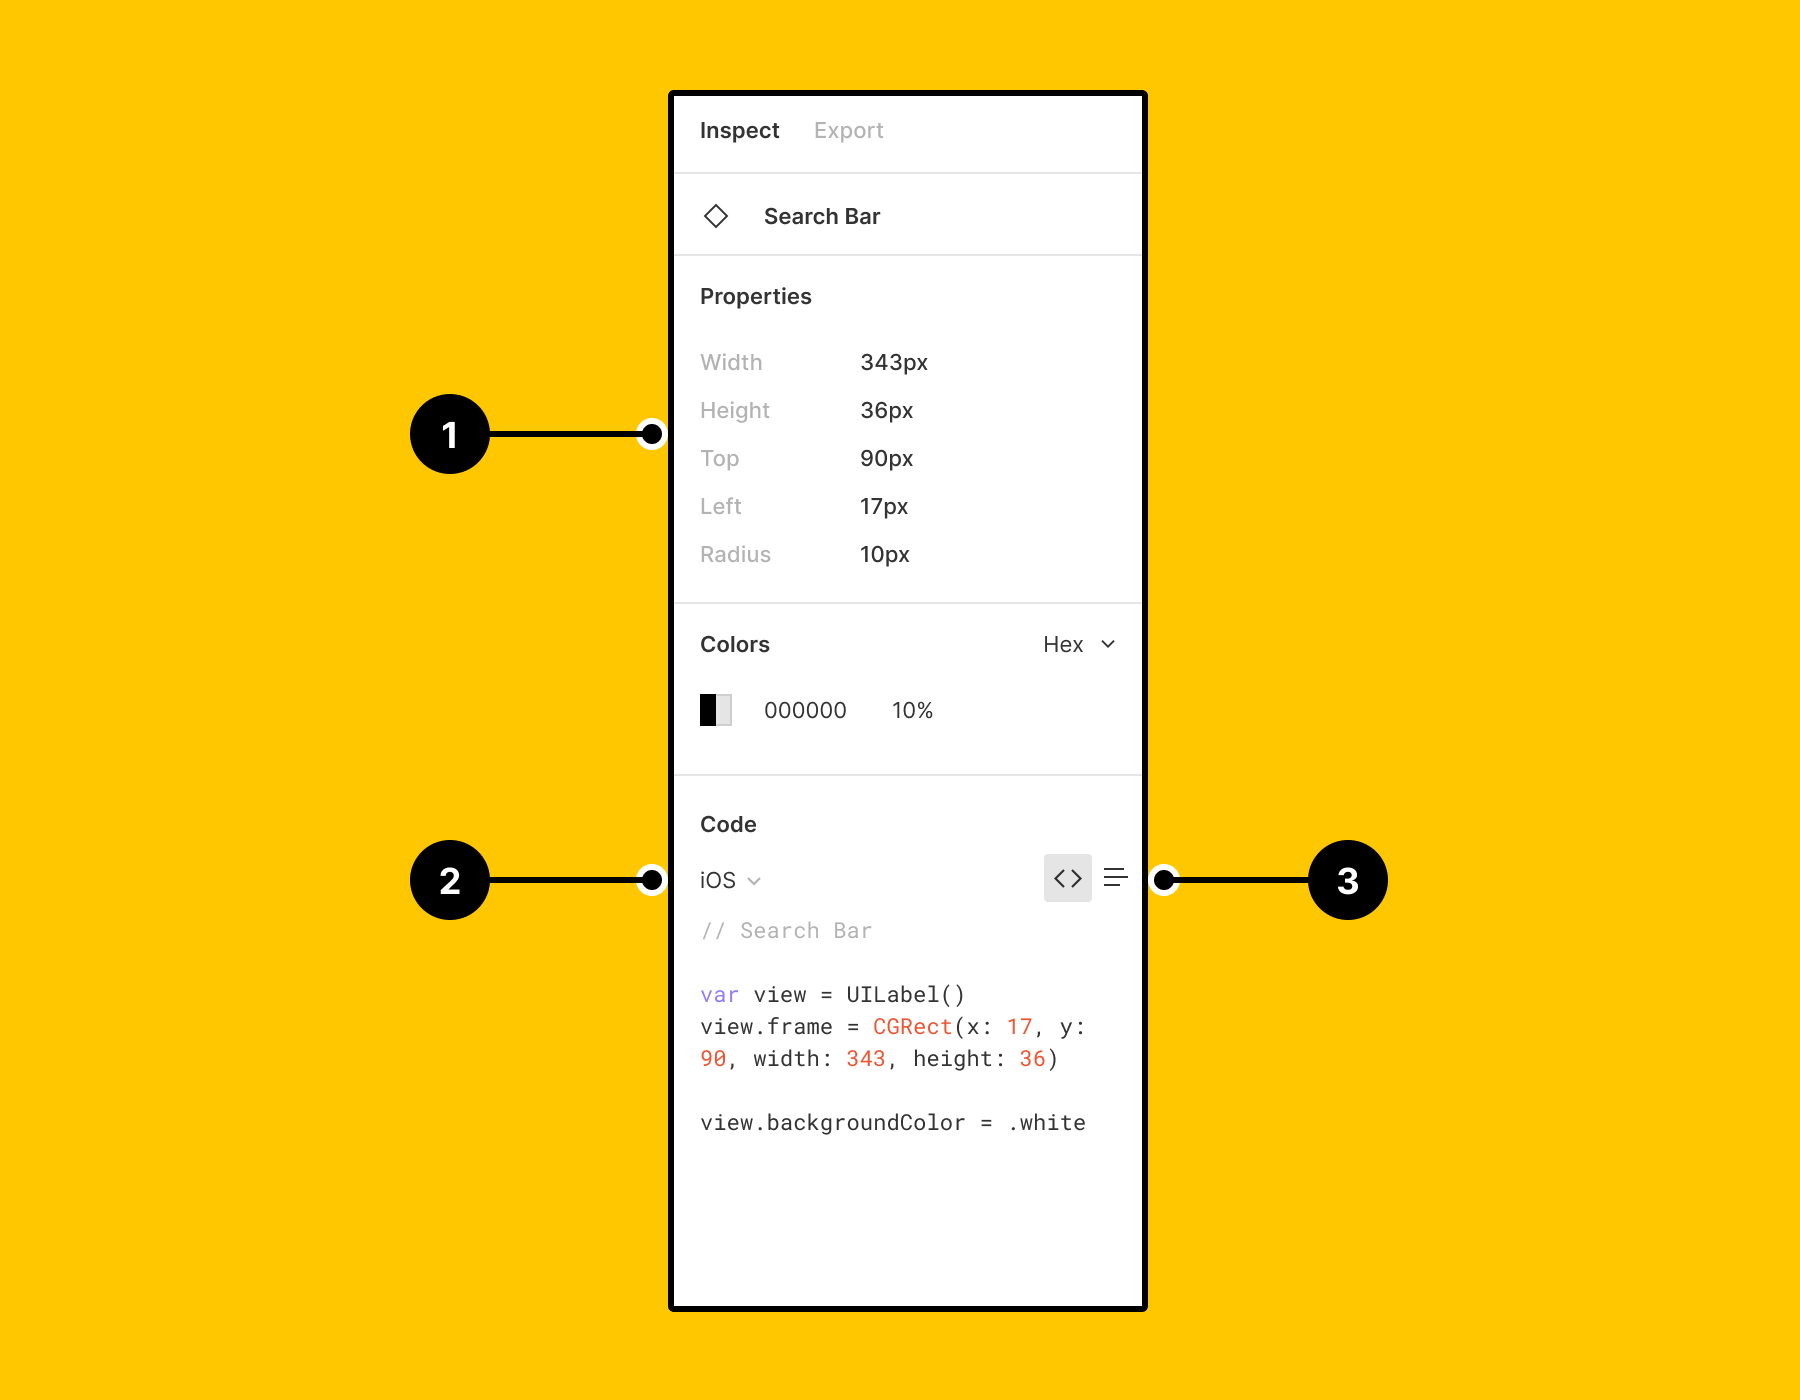 Inspect Export
Search Bar
Properties
Width 343px
Height 36px
1
Top 90px
Left 17px
Radius 10px
Colors Hex
000000 10%
Code
2
iOS <>
3
// Search Bar
var view = UILabel()
view.frame = CGRect(x: 17, y:
90, width: 343, height: 36)
view.backgroundColor = .white